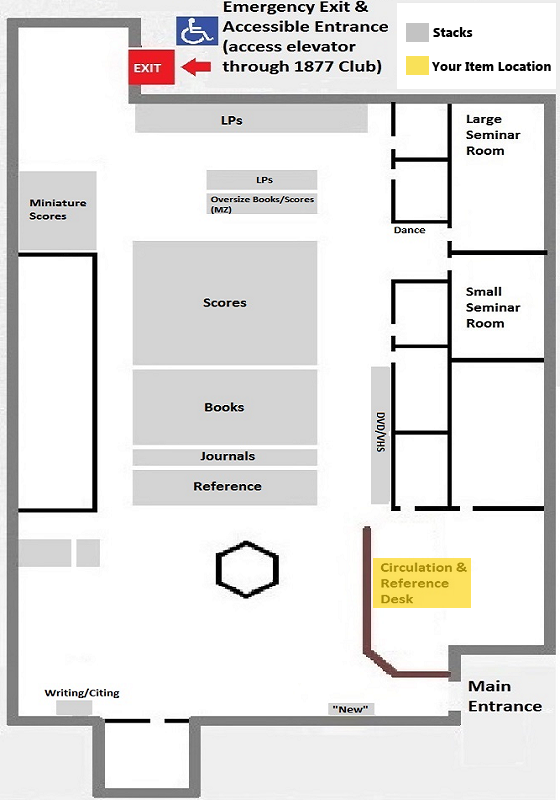 Emergency Exit &
Accessible Entrance
(access elevator
through 1877 Club)
EXIT
Stacks
Your Item Location
LPs
Large
Seminar
Room
LPs
Oversize Books/Scores
(MZ)
Miniature
Scores
Dance
Scores
Small
Seminar
Room
Books
DVD/VHS
Journals
Reference
Circulation &
Reference
Desk
Writing/Citing
"New"
Main
Entrance